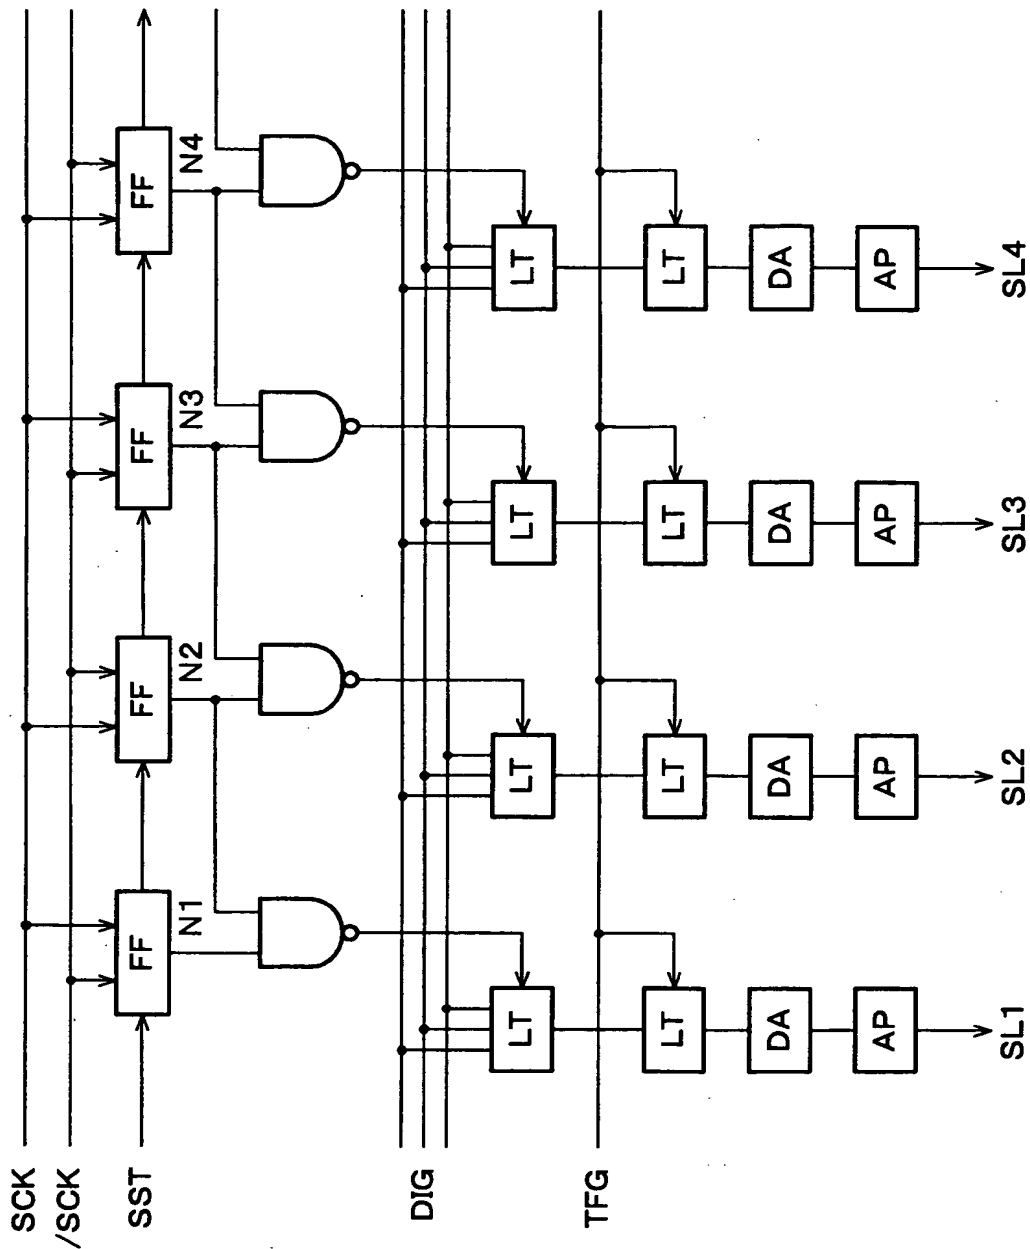 SCK
/SCK
SST
FF
FF
FF
FF
N1
N2
N3
N4
DIG
LT
LT
LT
LT
TFG
LT
LT
LT
LT
DA
DA
DA
DA
AP
AP
AP
AP
SL1
SL2
SL3
SL4